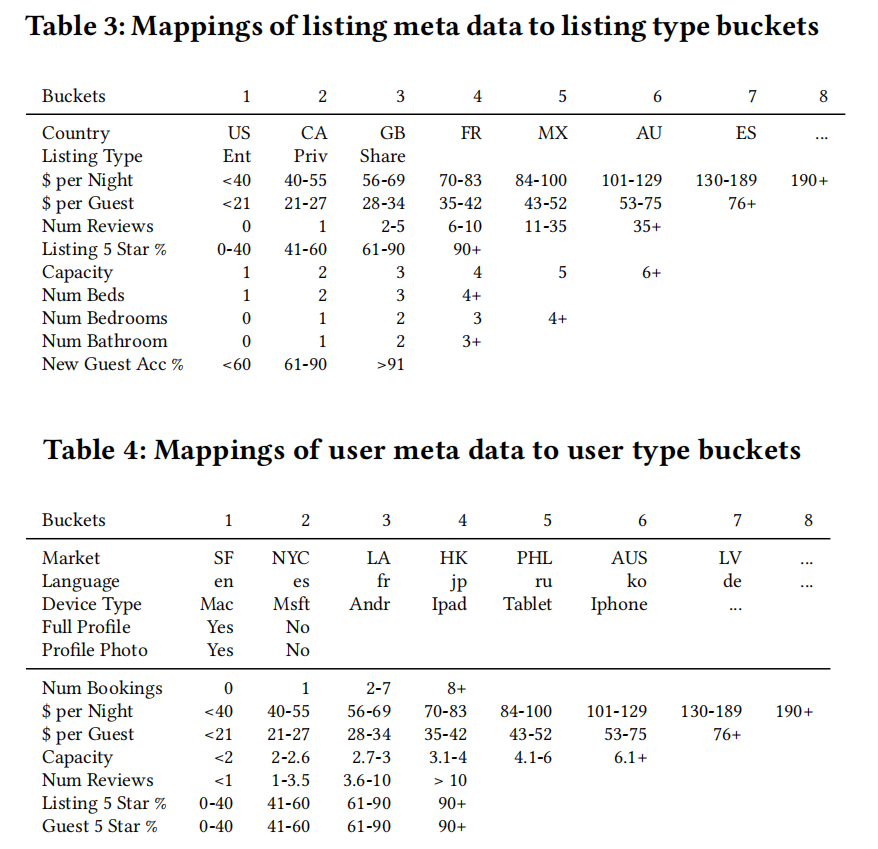 Table 3: Mappings of listing meta data to listing type buckets
Buckets 1 2 3 4 5 6 7 8
Country US CA GB FR MX AU ES ...
Listing Type Ent Priv Share
$ per Night <40 40-55 56-69 70-83 84-100 101-129 130-189 190+
$ per Guest <21 21-27 28-34 35-42 43-52 53-75 76+
Num Reviews 0 1 2-5 6-10 11-35 35+
Listing 5 Star % 0-40 41-60 61-90 90+
Capacity 1 2 3 4 5 6+
Num Beds 1 2 3 4+
Num Bedrooms 0 1 2 3 4+
Num Bathroom 0 1 2 3+
New Guest Acc % <60 61-90 >91
Table 4: Mappings of user meta data to user type buckets
Buckets 1 2 3 4 5 6 7 8
Market SF NYC LA HK PHL AUS LV ...
Language en es fr jp ru ko de ...
Device Type Mac Msft Andr Ipad Tablet Iphone ...
Full Profile Yes No
Profile Photo Yes No
Num Bookings 0 1 2-7 8+
$ per Night <40 40-55 56-69 70-83 84-100 101-129 130-189 190+
$ per Guest <21 21-27 28-34 35-42 43-52 53-75 76+
Capacity <2 2-2.6 2.7-3 3.1-4 4.1-6 6.1+
Num Reviews <1 1-3.5 3.6-10 > 10
Listing 5 Star % 0-40 41-60 61-90 90+
Guest 5 Star % 0-40 41-60 61-90 90+